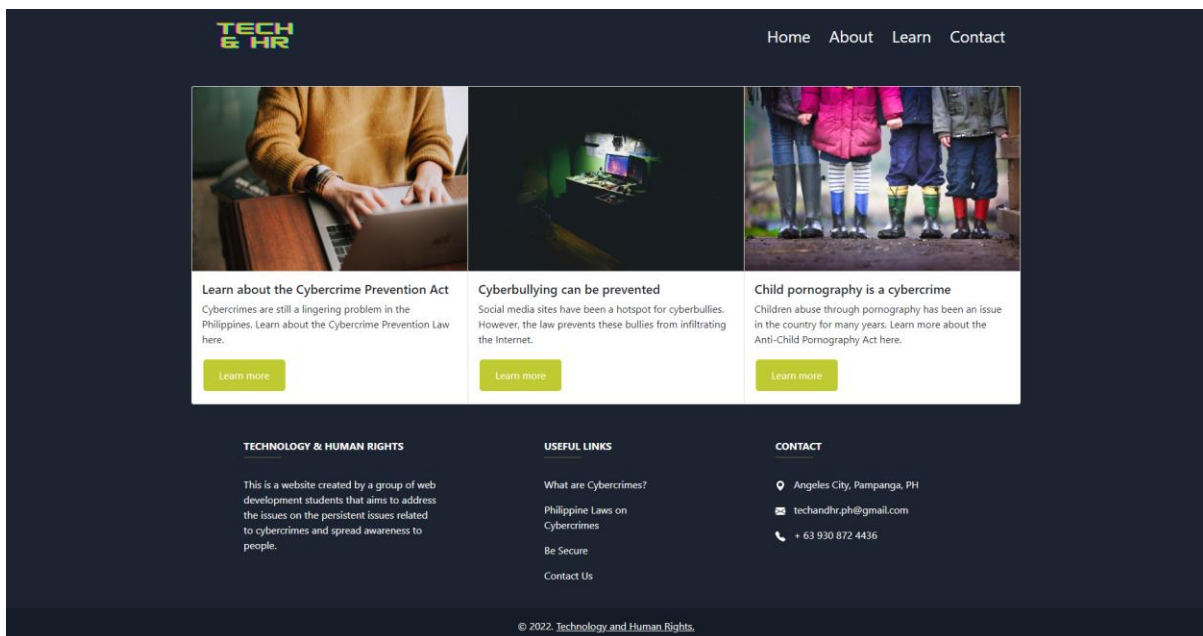 TECH
& HR
Home About Learn Contact
Learn about the Cybercrime Prevention Act
Cybercrimes are still a lingering problem in the
Philippines. Learn about the Cybercrime Prevention Law
here.
Learn more
Cyberbullying can be prevented
Social media sites have been a hotspot for cyberbullies.
However, the law prevents these bullies from infiltrating
the Internet.
Learn more
Child pornography is a cybercrime
Children abuse through pornography has been an issue
in the country for many years. Learn more about the
Anti-Child Pornography Act here.
Learn more
TECHNOLOGY & HUMAN RIGHTS
This is a website created by a group of web
development students that aims to address
the issues on the persistent issues related
to cybercrimes and spread awareness to
people.
USEFUL LINKS
What are Cybercrimes?
Philippine Laws on
Cybercrimes
Be Secure
Contact Us
CONTACT
Angeles City, Pampanga, PH
techandhr.ph@gmail.com
+ 63 930 872 4436
© 2022. Technology and Human Rights.